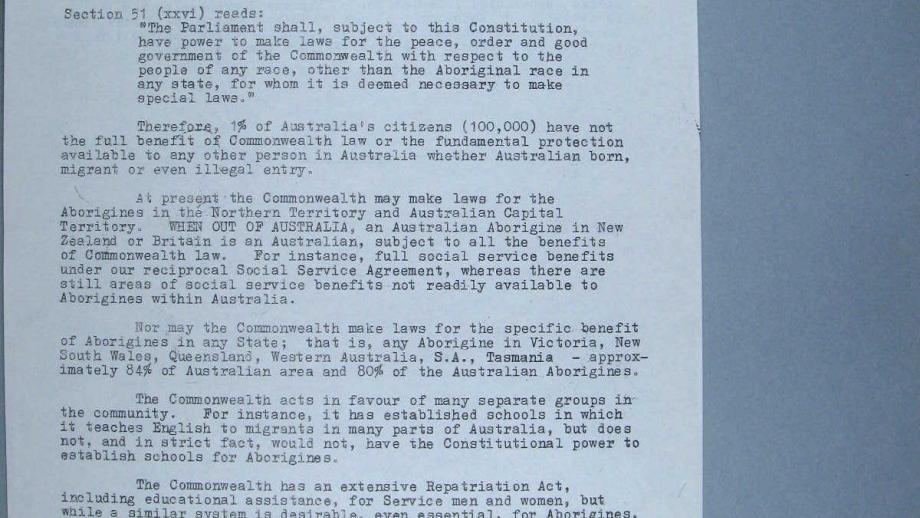 Section 51 (xxvi) reads:
"The Parliament shall, subject to this Constitution,
have power to make laws for the peace, order and good
government of the Commonwealth with respect to the
people of any race, other than the Aboriginal race in
any state, for whom it is deemed necessary to make
special laws."
Therefore, 1% of Australia's citizens (100,000) have not
the full benefit of Commonwealth law or the fundamental protection
available to any other person in Australia whether Australian born,
migrant or even illegal entry.
At present the Commonwealth may make laws for the
Aborigines in the Northern Territory and Australian Capital
Territory. WHEN OUT OF AUSTRALIA, an Australian Aborigine in New
Zealand or Britain is an Australian, subject to all the benefits
of Commonwealth law. For instance, full social service benefits
under our reciprocal Social Service Agreement, whereas there are
still areas of social service benefits not readily available to
Aborigines within Australia.
Nor may the Commonwealth make laws for the specific benefit
of Aborigines in any State; that is, any Aborigine in Victoria, New
South Wales, Queensland, Western Australia, S.A., Tasmania - approx-
imately 84% of Australian area and 80% of the Australian Aborigines.
The Commonwealth acts in favour of many separate groups in
the community. For instance, it has established schools in which
it teaches English to migrants in many parts of Australia, but does
not, and in strict fact, would not, have the Constitutional power to
establish schools for Aborigines.
The Commonwealth has an extensive Repatriation Act,
including educational assistance, for Service men and women, but
while a similar system is desirable, even essential, for Aborigines,